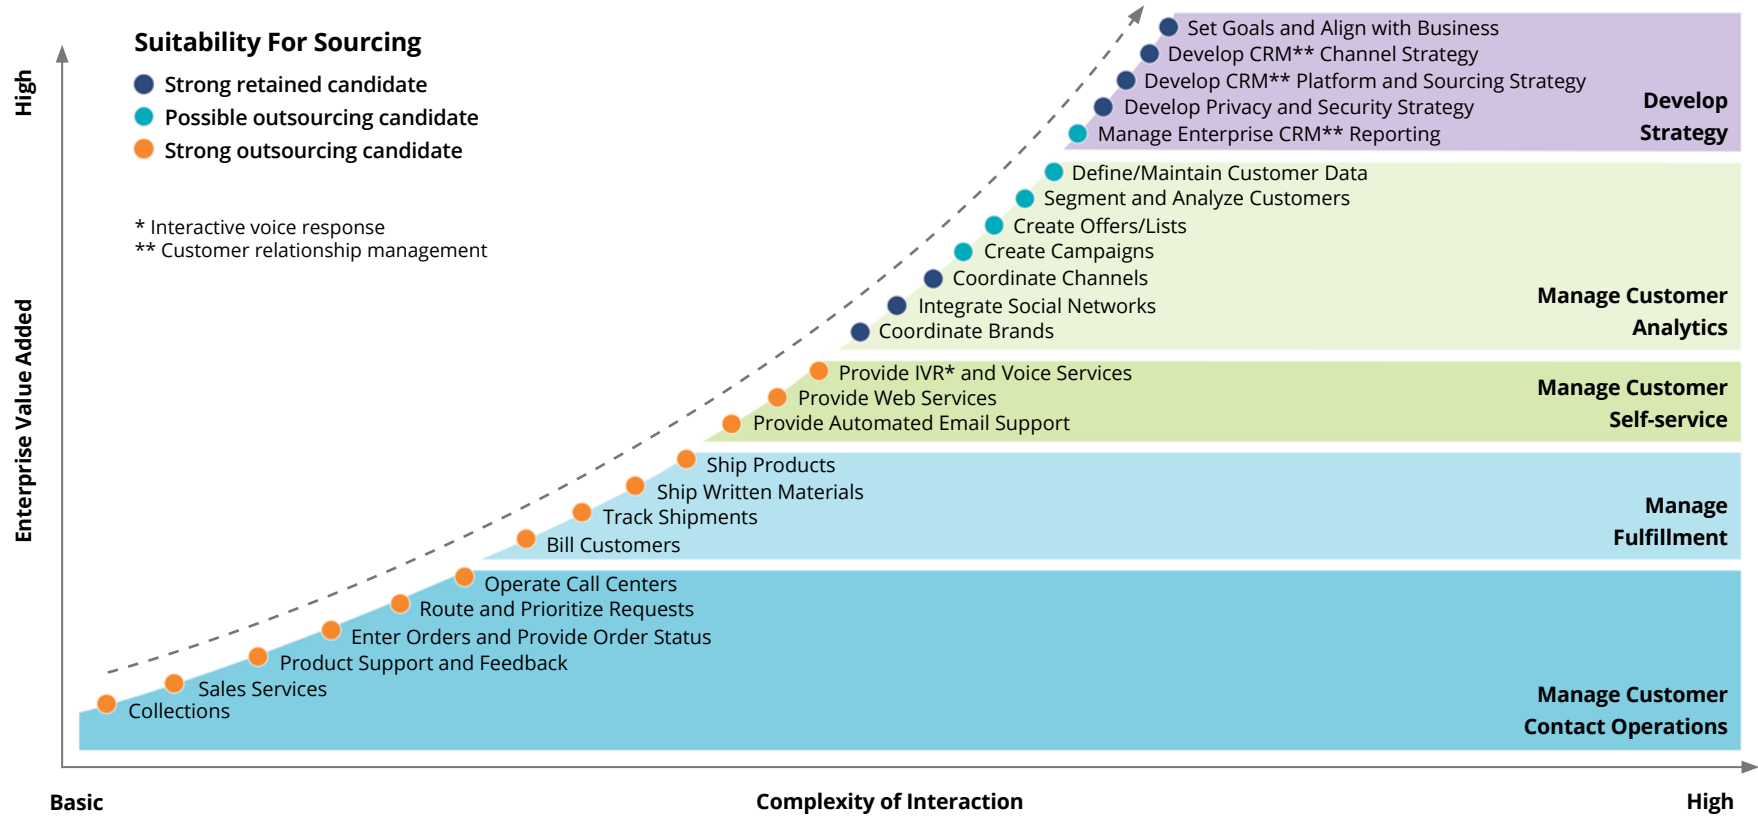 Suitability For Sourcing
Strong retained candidate
Possible outsourcing candidate
Strong outsourcing candidate
* Interactive voice response
** Customer relationship management
High
Enterprise Value Added
Set Goals and Align with Business
Develop CRM** Channel Strategy
Develop CRM** Platform and Sourcing Strategy
Develop Privacy and Security Strategy
Manage Enterprise CRM** Reporting
Develop
Strategy
Define/Maintain Customer Data
Segment and Analyze Customers
Create Offers/Lists
Create Campaigns
Coordinate Channels
Integrate Social Networks
Coordinate Brands
Manage Customer
Analytics
Provide IVR* and Voice Services
Provide Web Services
Provide Automated Email Support
Manage Customer
Self-service
Ship Products
Ship Written Materials
Track Shipments
Bill Customers
Manage
Fulfillment
Operate Call Centers
Route and Prioritize Requests
Enter Orders and Provide Order Status
Product Support and Feedback
Sales Services
Collections
Manage Customer
Contact Operations
Basic
Complexity of Interaction
High